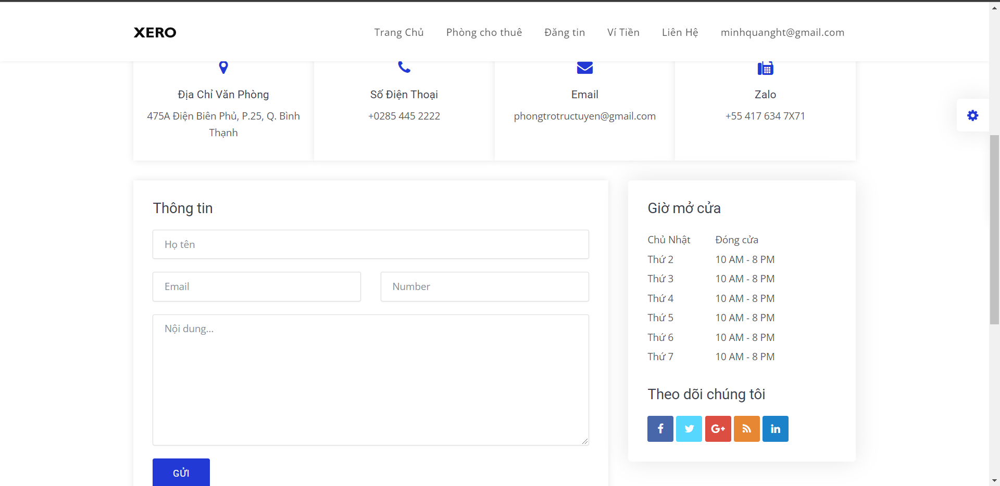 XERO
Trang Chủ
Phòng cho thuê
Đăng tin
Ví Tiền
Liên Hệ
minhquanght@gmail.com
Địa Chỉ Văn Phòng
475A Điện Biên Phủ, P.25, Q. Bình
Thạnh
Số Điện Thoại
+0285 445 2222
Email
phongtrotructuyen@gmail.com
Zalo
+55 417 634 7X71
Thông tin
Họ tên
Email
Number
Nội dung...
GỬI
Giờ mở cửa
Chủ Nhật Đóng cửa
Thứ 2 10 AM - 8 PM
Thứ 3 10 AM - 8 PM
Thứ 4 10 AM - 8 PM
Thứ 5 10 AM - 8 PM
Thứ 6 10 AM - 8 PM
Thứ 7 10 AM - 8 PM
Theo dõi chúng tôi
f
G+
in